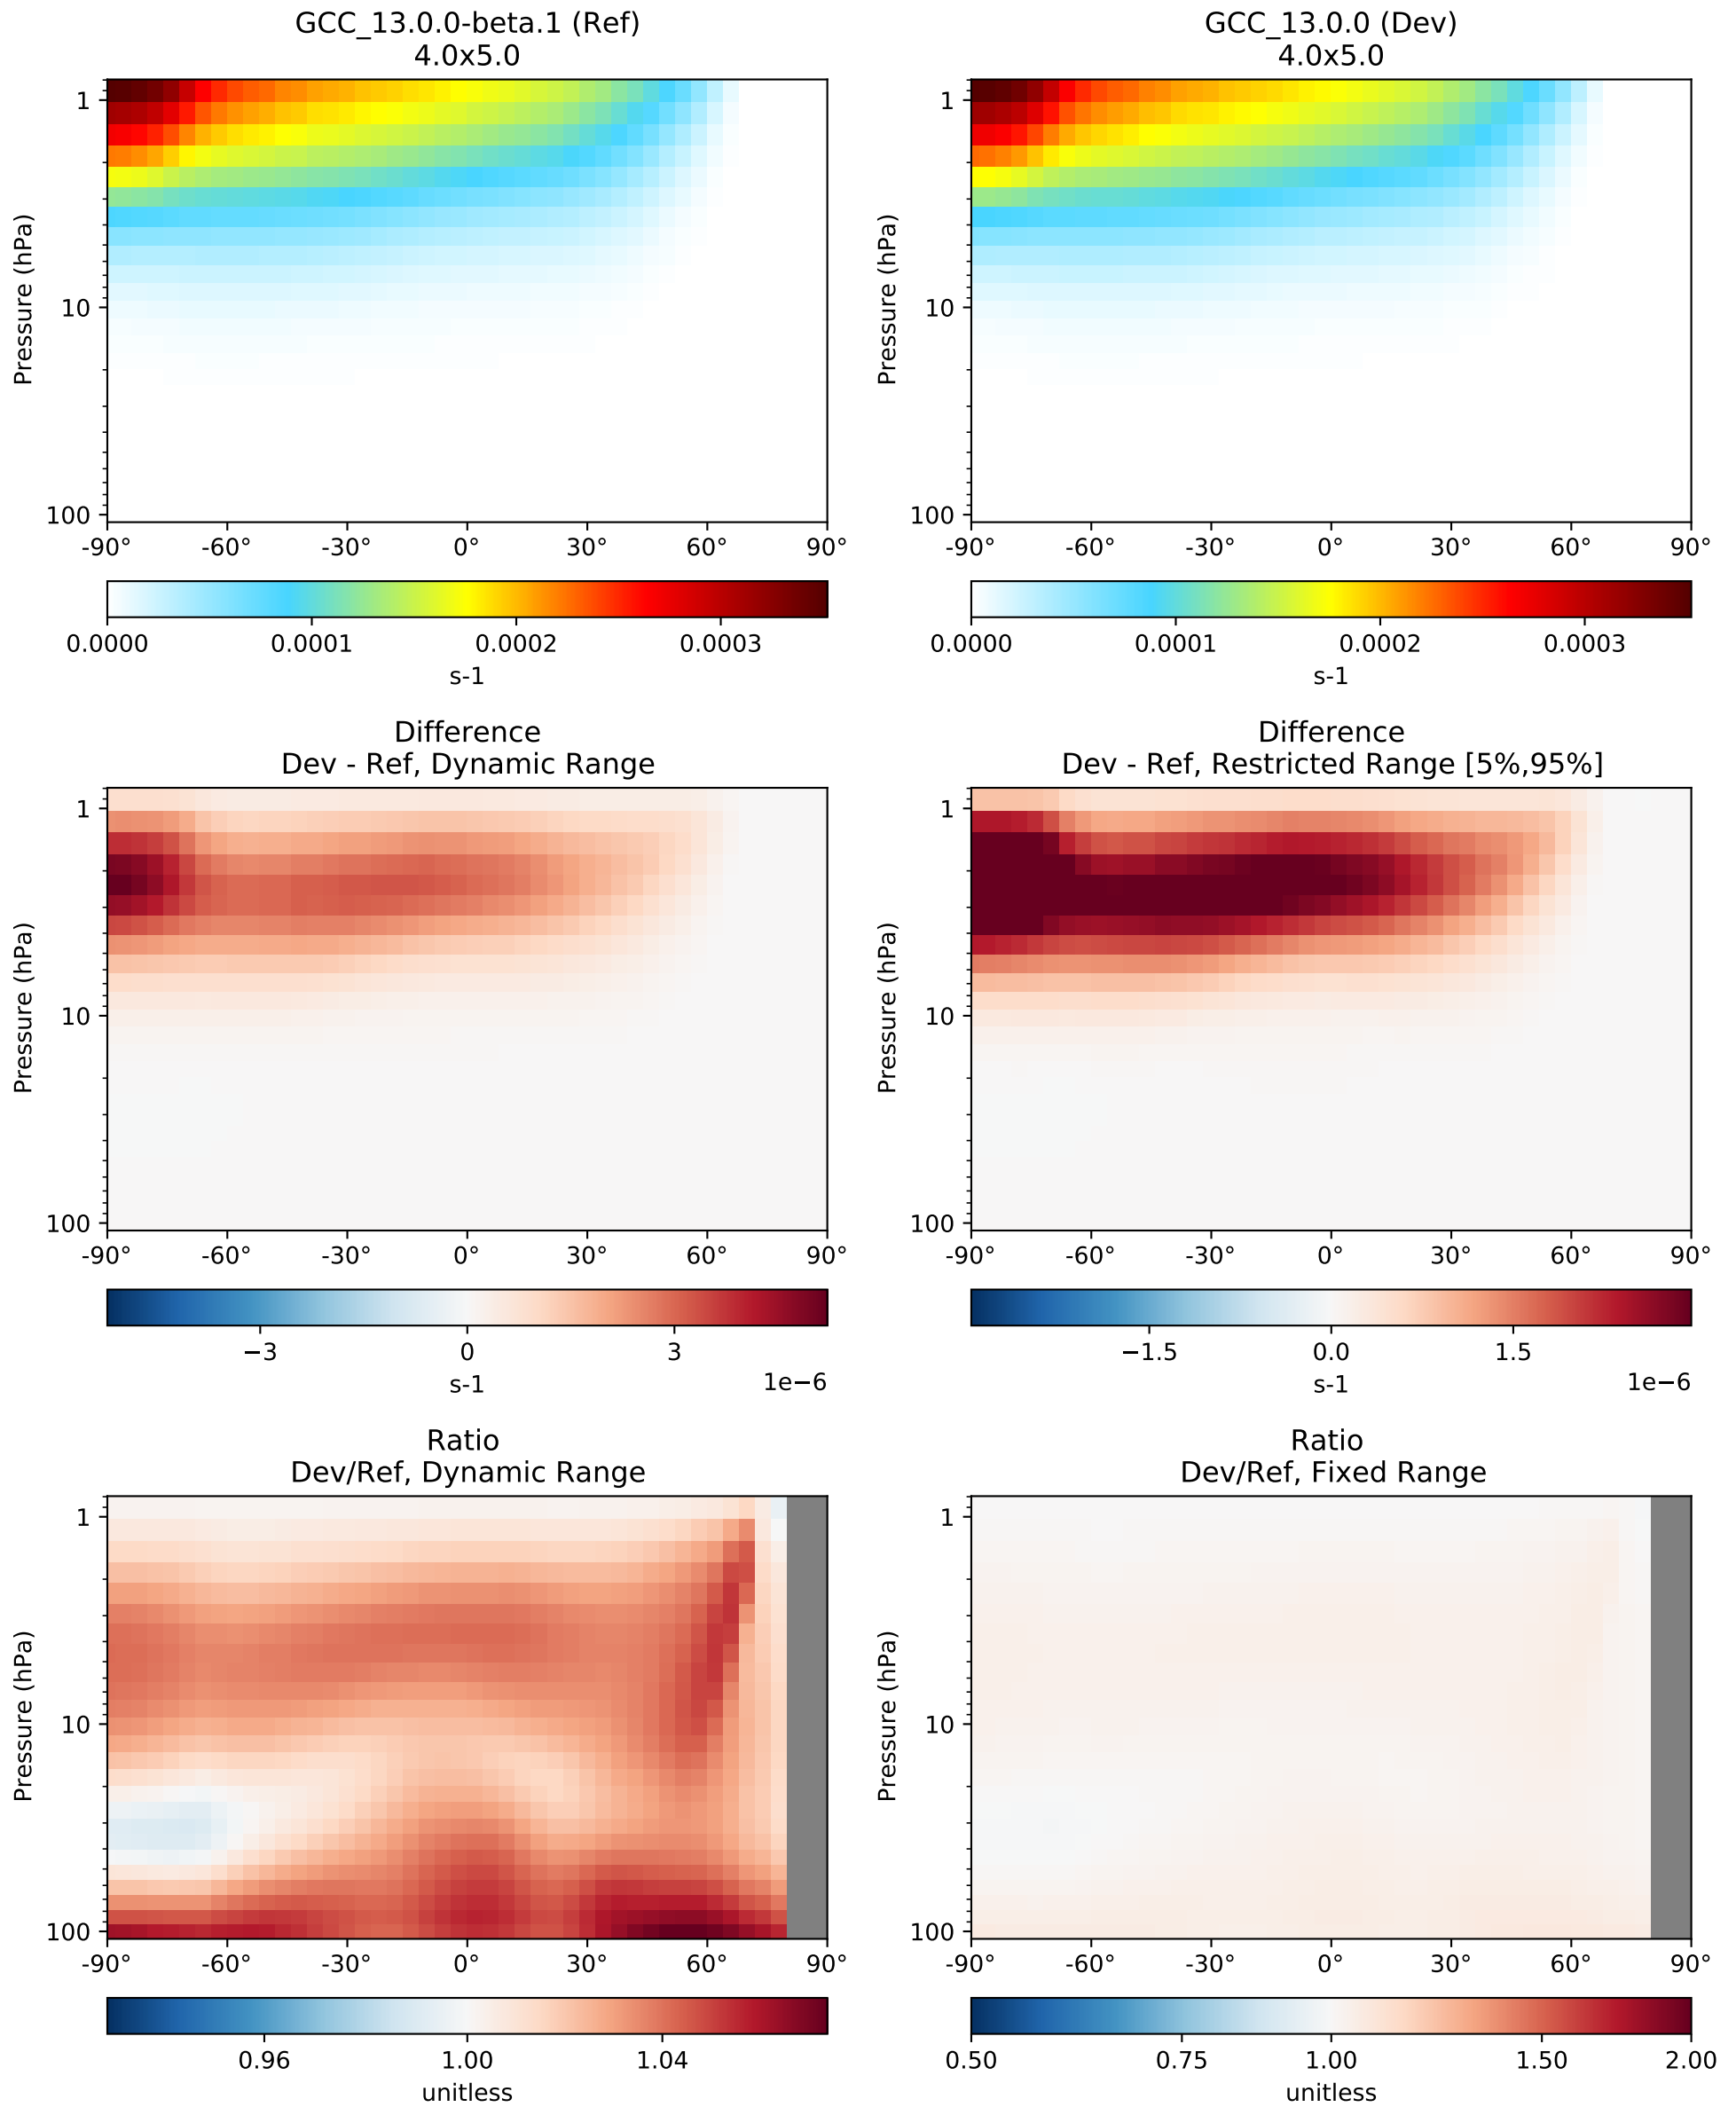 GCC_13.0.0-beta.1 (Ref)
4.0x5.0
GCC_13.0.0 (Dev)
4.0x5.0
Pressure (hPa)
1
10
100
-90° -60° -30° 0° 30° 60° 90°
0.0000 0.0001 0.0002 0.0003
s-1
Pressure (hPa)
1
10
100
-90° -60° -30° 0° 30° 60° 90°
0.0000 0.0001 0.0002 0.0003
s-1
Difference
Dev - Ref, Dynamic Range
Pressure (hPa)
1
10
100
-90° -60° -30° 0° 30° 60° 90°
−3 0 3
s-1
1e−6
Difference
Dev - Ref, Restricted Range [5%,95%]
Pressure (hPa)
1
10
100
-90° -60° -30° 0° 30° 60° 90°
−1.5 0.0 1.5
s-1
1e−6
Ratio
Dev/Ref, Dynamic Range
Pressure (hPa)
1
10
100
-90° -60° -30° 0° 30° 60° 90°
0.96 1.00 1.04
unitless
Ratio
Dev/Ref, Fixed Range
Pressure (hPa)
1
10
100
-90° -60° -30° 0° 30° 60° 90°
0.50 0.75 1.00 1.50 2.00
unitless